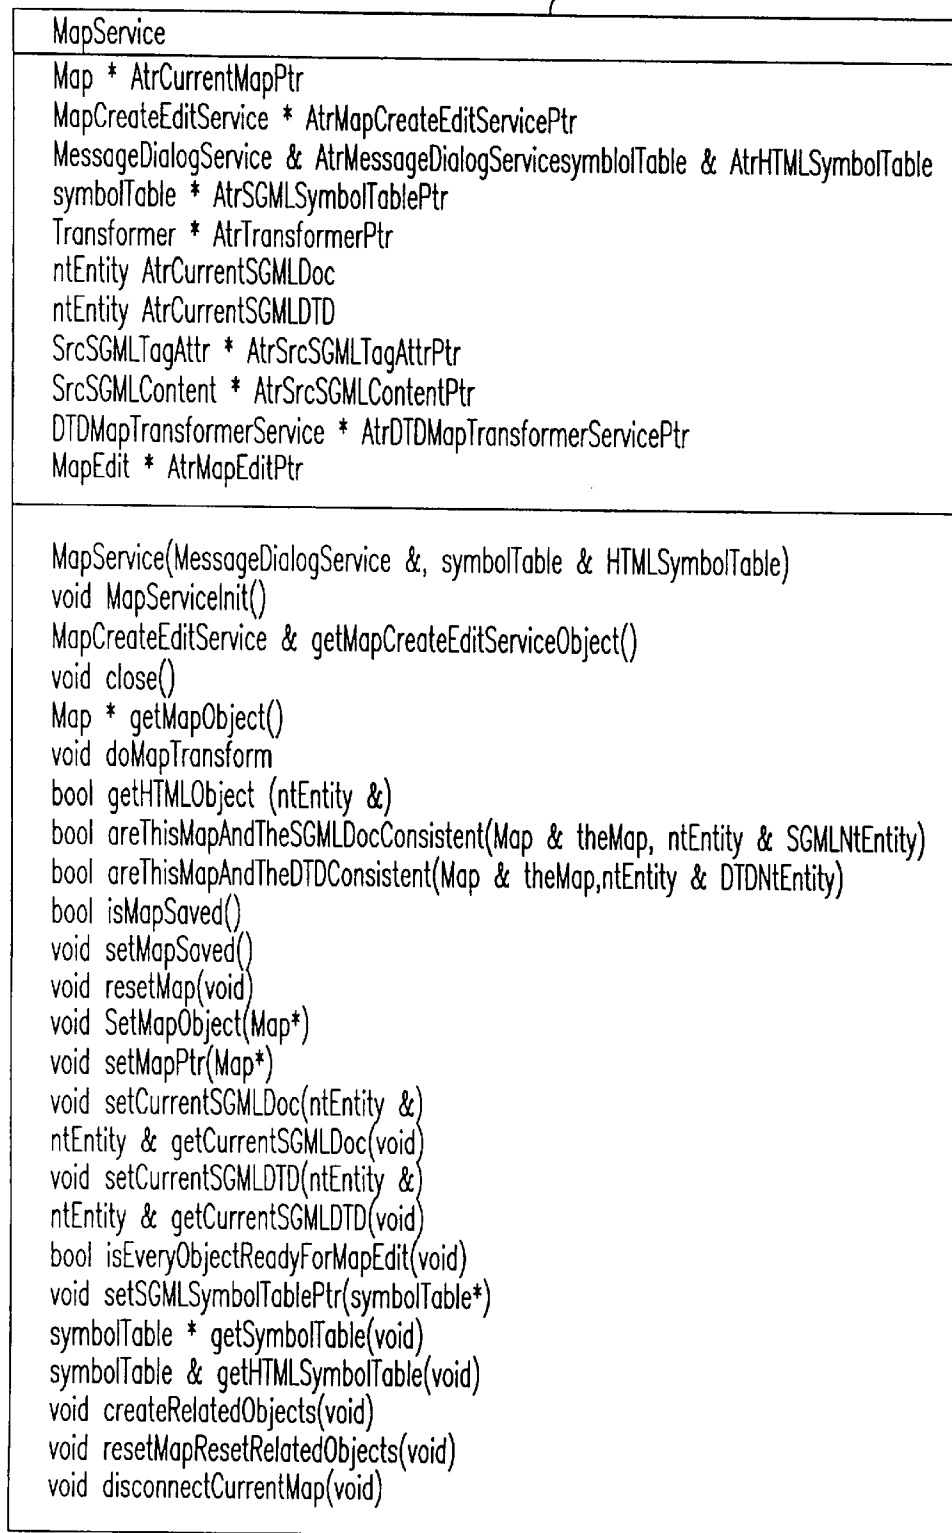 MapService
Map * AtrCurrentMapPtr
MapCreateEditService * AtrMapCreateEditServicePtr
MessageDialogService & AtrMessageDialogServicesymblolTable & AtrHTMLSymbolTable
symbolTable * AtrSGMLSymbolTablePtr
Transformer * AtrTransformerPtr
ntEntity AtrCurrentSGMLDoc
ntEntity AtrCurrentSGMLDTD
SrcSGMLTagAttr * AtrSrcSGMLTagAttrPtr
SrcSGMLContent * AtrSrcSGMLContentPtr
DTDMapTransformerService * AtrDTDMapTransformerServicePtr
MapEdit * AtrMapEditPtr
MapService(MessageDialogService &, symbolTable & HTMLSymbolTable)
void MapServiceInit()
MapCreateEditService & getMapCreateEditServiceObject()
void close()
Map * getMapObject()
void doMapTransform
bool getHTMLObject (ntEntity &)
bool areThisMapAndTheSGMLDocConsistent(Map & theMap, ntEntity & SGMLNtEntity)
bool areThisMapAndTheDTDConsistent(Map & theMap,ntEntity & DTDNtEntity)
bool isMapSaved()
void setMapSaved()
void resetMap(void)
void SetMapObject(Map*)
void setMapPtr(Map*)
void setCurrentSGMLDoc(ntEntity &)
ntEntity & getCurrentSGMLDoc(void)
void setCurrentSGMLDTD(ntEntity &)
ntEntity & getCurrentSGMLDTD(void)
bool isEveryObjectReadyForMapEdit(void)
void setSGMLSymbolTablePtr(symbolTable*)
symbolTable * getSymbolTable(void)
symbolTable & getHTMLSymbolTable(void)
void createRelatedObjects(void)
void resetMapResetRelatedObjects(void)
void disconnectCurrentMap(void)